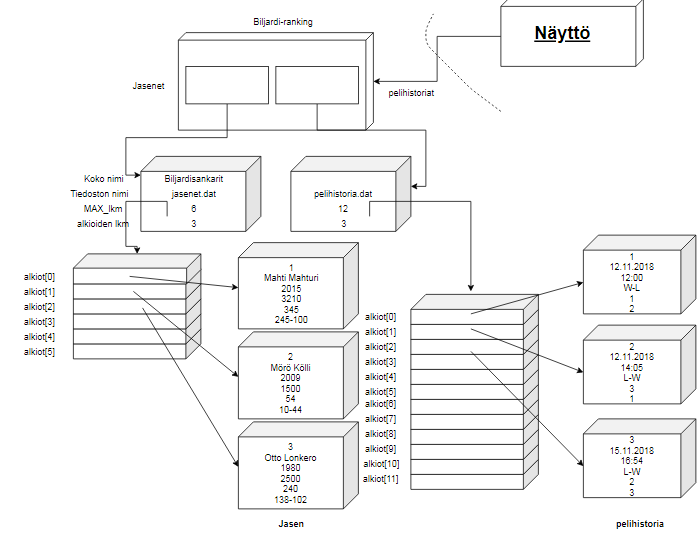 Biljardi-ranking
Näyttö
Jasenet
pelihistoriat
Koko nimi
Tiedoston nimi
MAX_lkm
alkioiden lkm
Biljardisankarit
jasenet.dat
6
3
pelihistoria.dat
12
3
alkiot[0]
alkiot[1]
alkiot[2]
alkiot[3]
alkiot[4]
alkiot[5]
1
Mahti Mahturi
2015
3210
345
245-100
2
Mörö Kölli
2009
1500
54
10-44
3
Otto Lonkero
1980
2500
240
138-102
Jasen
alkiot[0]
alkiot[1]
alkiot[2]
alkiot[3]
alkiot[4]
alkiot[5]
alkiot[6]
alkiot[7]
alkiot[8]
alkiot[9]
alkiot[10]
alkiot[11]
1
12.11.2018
12:00
W-L
1
2
2
12.11.2018
14:05
L-W
3
1
3
15.11.2018
16:54
L-W
2
3
pelihistoria